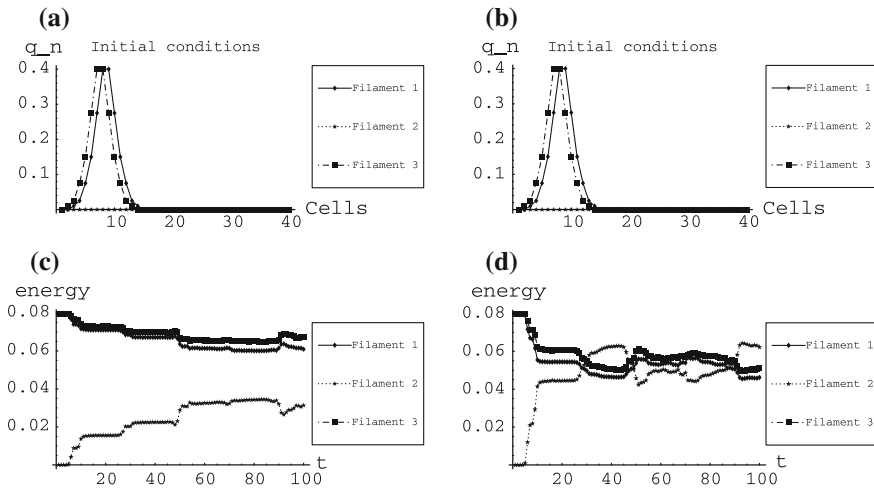 (a)
q_n Initial conditions
0.4
0.3
0.2
0.1
10 20 30 40
Cells
Filament 1
Filament 2
Filament 3
(b)
q_n Initial conditions
0.4
0.3
0.2
0.1
10 20 30 40
Cells
Filament 1
Filament 2
Filament 3
(c)
energy
0.08
0.06
0.04
0.02
20 40 60 80 100
t
Filament 1
Filament 2
Filament 3
(d)
energy
0.08
0.06
0.04
0.02
20 40 60 80 100
t
Filament 1
Filament 2
Filament 3